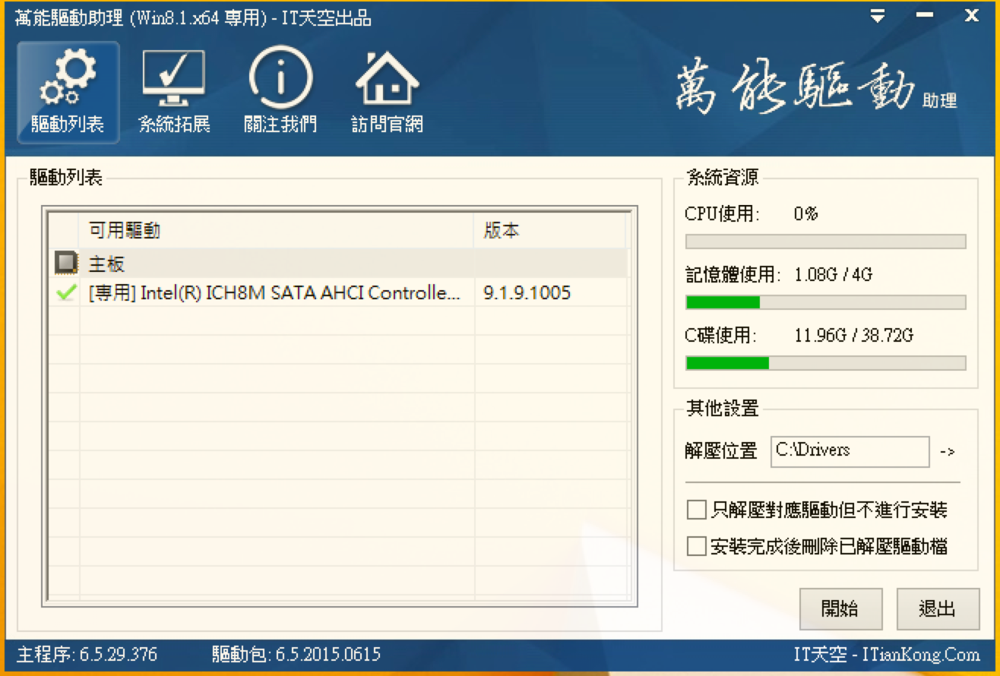 萬能驅動助理 (Win8.1.x64 專用) - IT天空出品
驅動列表 系統拓展 關注我們 訪問官網
萬能驅動 助理
驅動列表
可用驅動 版本
主板
[專用] Intel(R) ICH8M SATA AHCI Controlle... 9.1.9.1005
系統資源
CPU使用: 0%
記憶體使用: 1.08G / 4G
C碟使用: 11.96G / 38.72G
其他設置
解壓位置 C:\Drivers ->
只解壓對應驅動但不進行安裝
安裝完成後刪除已解壓驅動檔
開始 退出
主程序: 6.5.29.376 驅動包: 6.5.2015.0615 IT天空 - ITianKong.Com